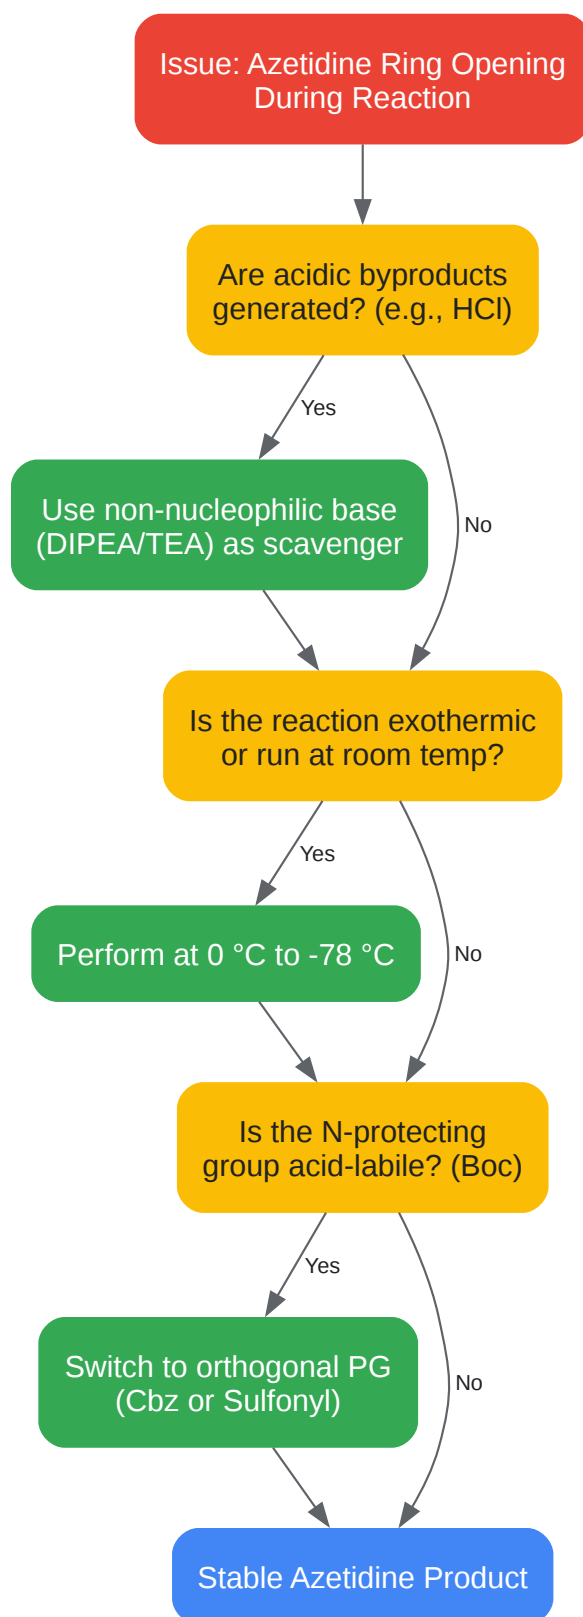 Issue: Azetidine Ring Opening
During Reaction
Are acidic byproducts
generated? (e.g., HCl)
Yes
Use non-nucleophilic base
(DIPEA/TEA) as scavenger
No
Is the reaction exothermic
or run at room temp?
Yes
Perform at 0 °C to -78 °C
No
Is the N-protecting
group acid-labile? (Boc)
Yes
Switch to orthogonal PG
(Cbz or Sulfonyl)
No
Stable Azetidine Product